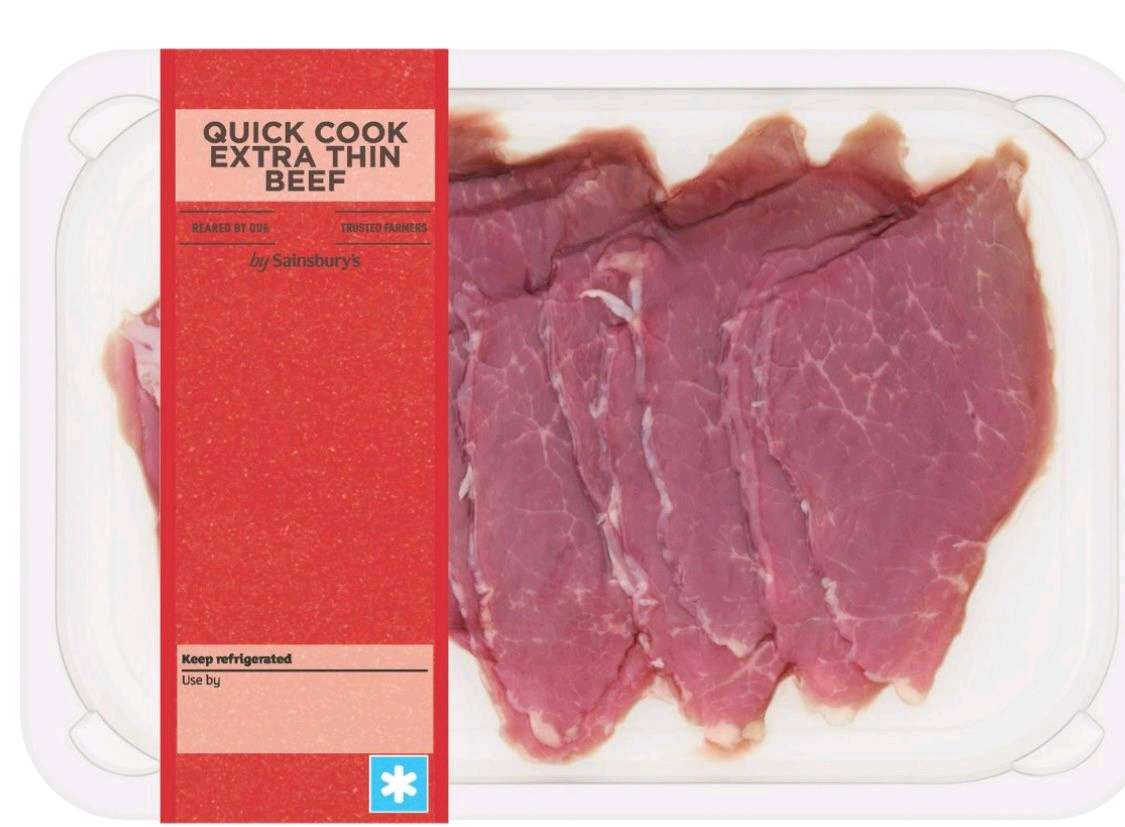 QUICK COOK
EXTRA THIN
BEEF
REARED BY OUR TRUSTED FARMERS
by Sainsbury's
Keep refrigerated
Use by